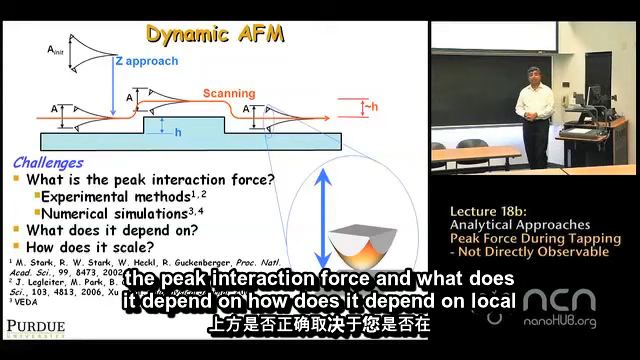 Dynamic AFM
A init
Z approach
Scanning
A
A
A
~h
h
Challenges
What is the peak interaction force?
Experimental methods1,2
Numerical simulations3,4
What does it depend on?
How does it scale?
1 M. Stark, R. W. Stark, W. Heckl, R. Guckenberger, Proc. Natl.
Acad. Sci., 99, 8473, 2002
2 J. Legleiter, M. Park, B.
103, 4813, 2006, Xu
3 VEDA
PURDUE
UNIVERSITY
Lecture 18b:
Analytical Approaches
Peak Force During Tapping
- Not Directly Observable
ncn
nanoHUB.org
the peak interaction force and what does
it depend on how does it depend on local
上方是否正确取决于您是否在